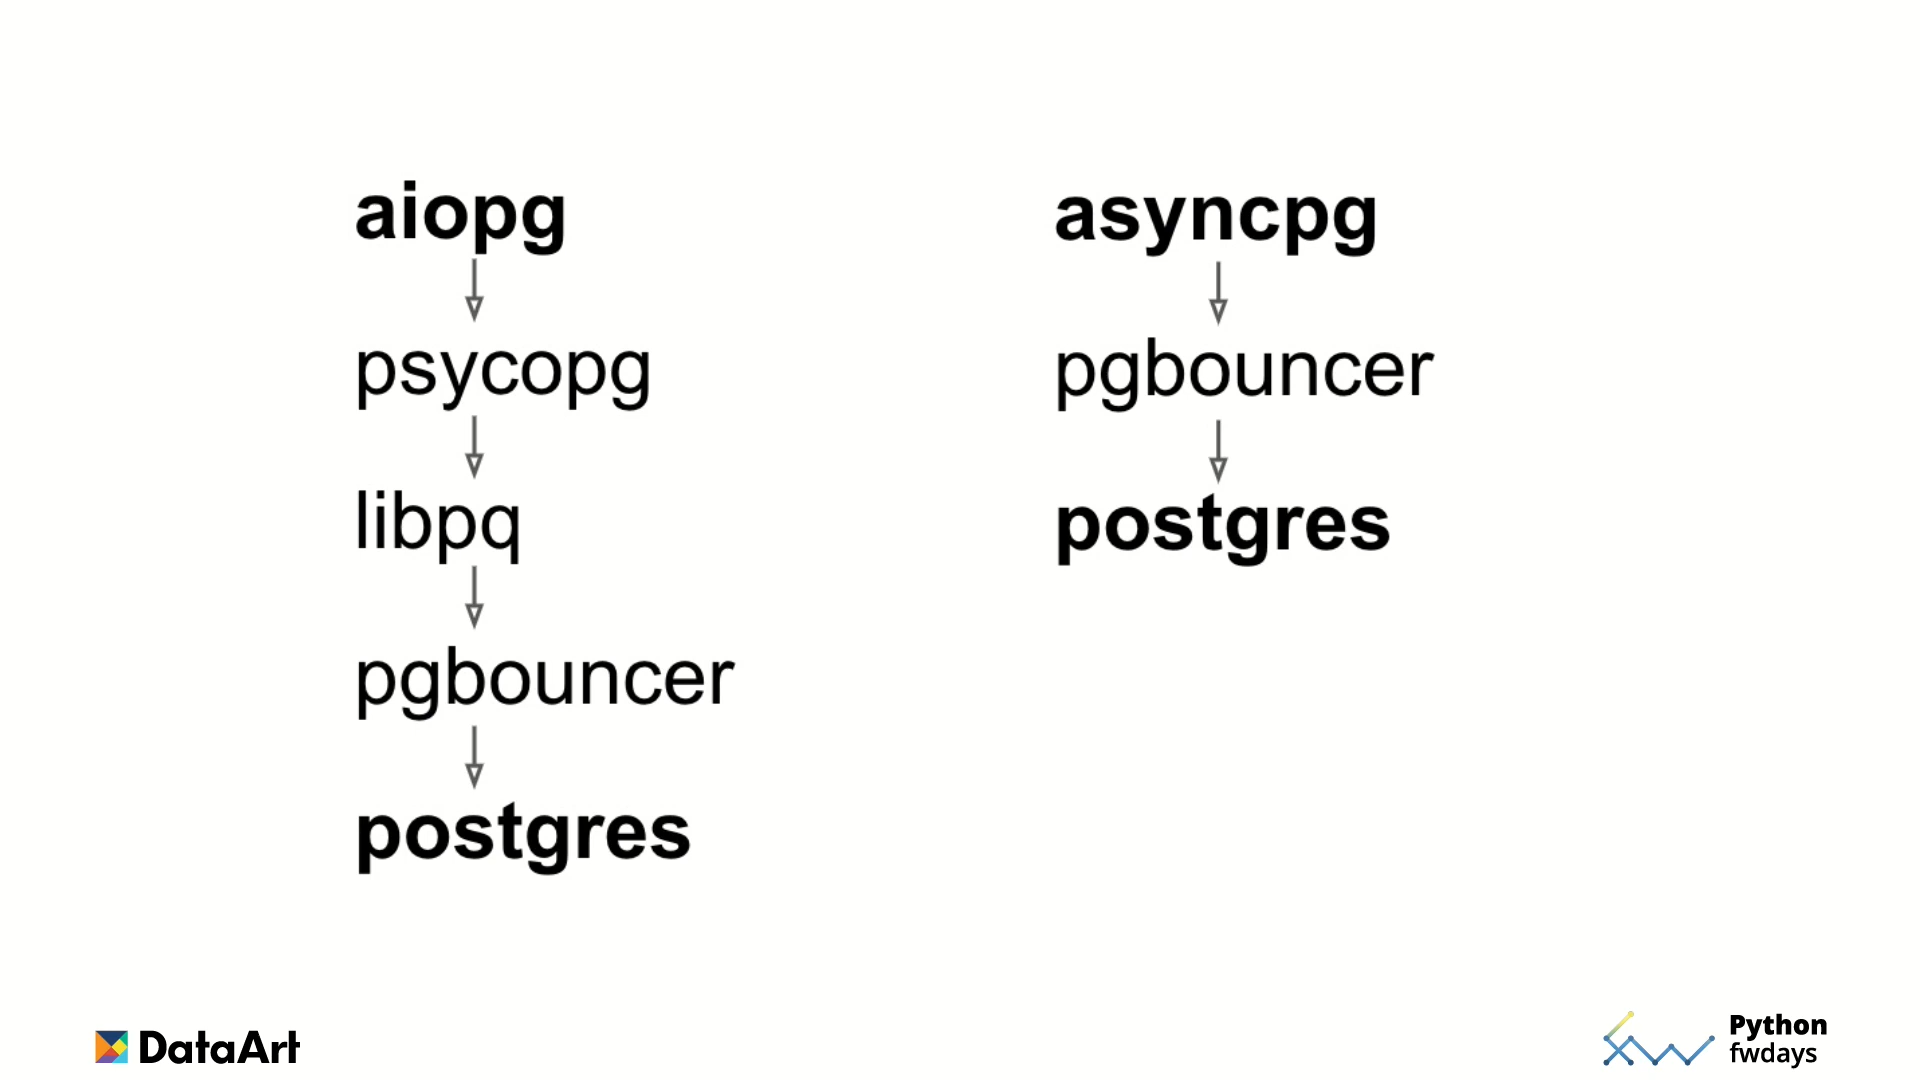 aiopg
psycopg
libpq
pgbouncer
postgres
asyncpg
pgbouncer
postgres
DataArt
Python
fwdays